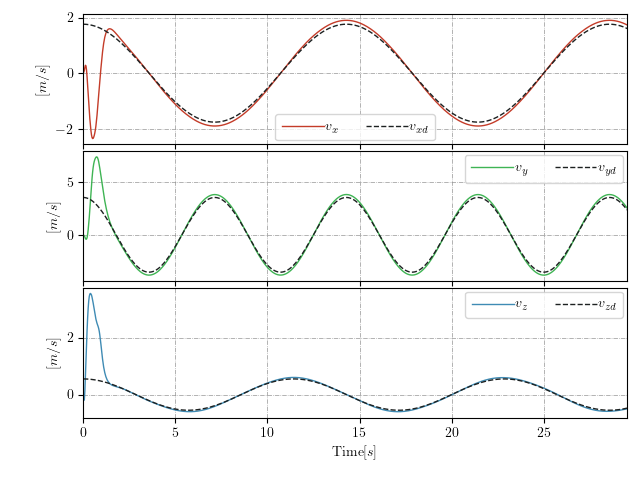 2
0
−2
[m/s]
v_x v_xd
5
0
[m/s]
v_y v_yd
2
0
[m/s]
v_z v_zd
0 5 10 15 20 25
Time[s]